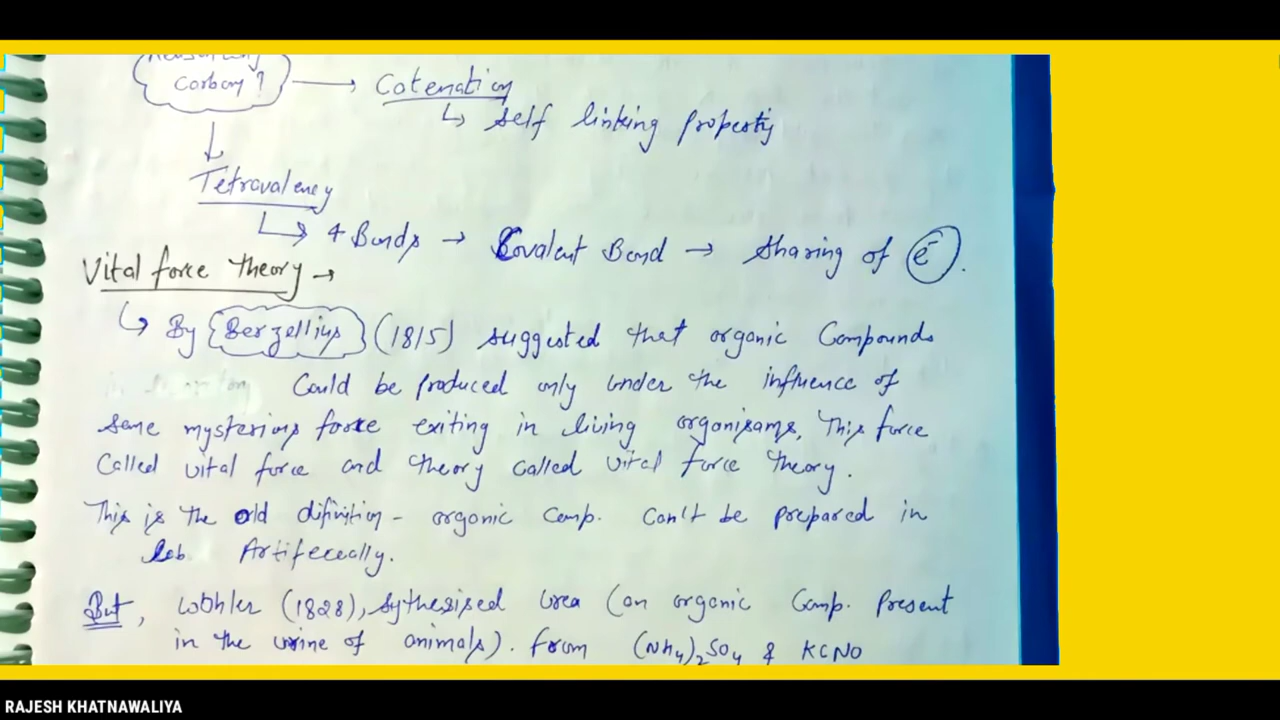 Carbon? → Catenation
↳ self linking property
Tetravalency
↳ 4 Bonds → Covalent Bond → Sharing of e⁻.
Vital force theory →
↳ By Berzellius (1815) suggested that organic Compounds
Could be produced only under the influence of
some mysterious force exiting in living organisams, This force
Called vital force and theory called vital force theory.
This is the old difinition - organic Comp. Can't be prepared in
lab. Artifecially.
But, Wohler (1828), sythesised urea (an organic Comp. Present
in the urine of animals). from (NH₄)₂SO₄ & KCNO
RAJESH KHATNAWALIYA